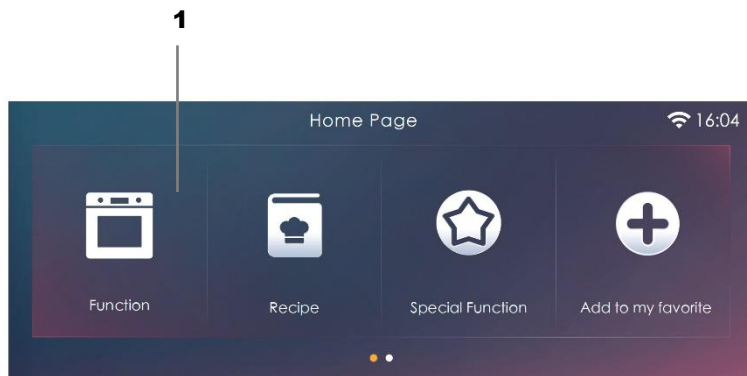 1
Home Page
16:04
Function
Recipe
Special Function
Add to my favorite